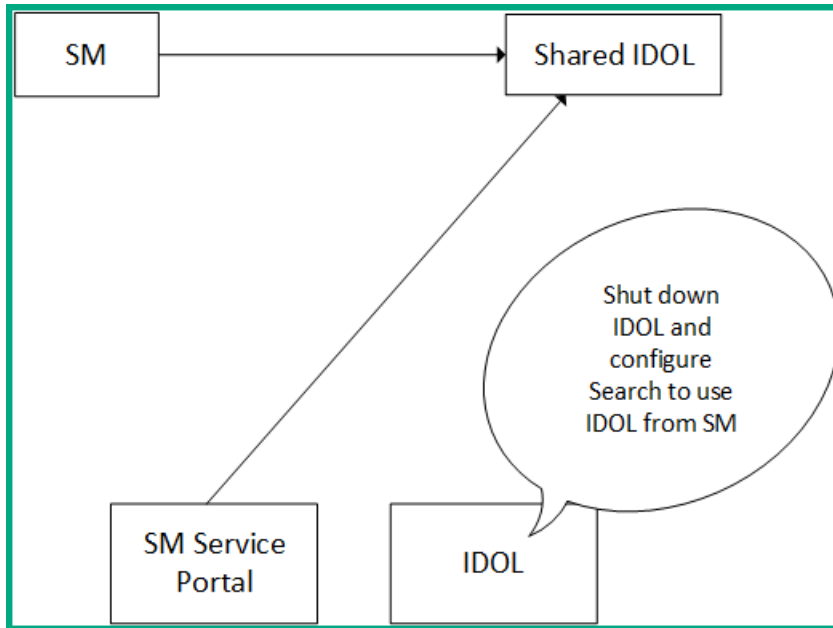 SM
Shared IDOL
Shut down
IDOL and
configure
Search to use
IDOL from SM
SM Service
Portal
IDOL